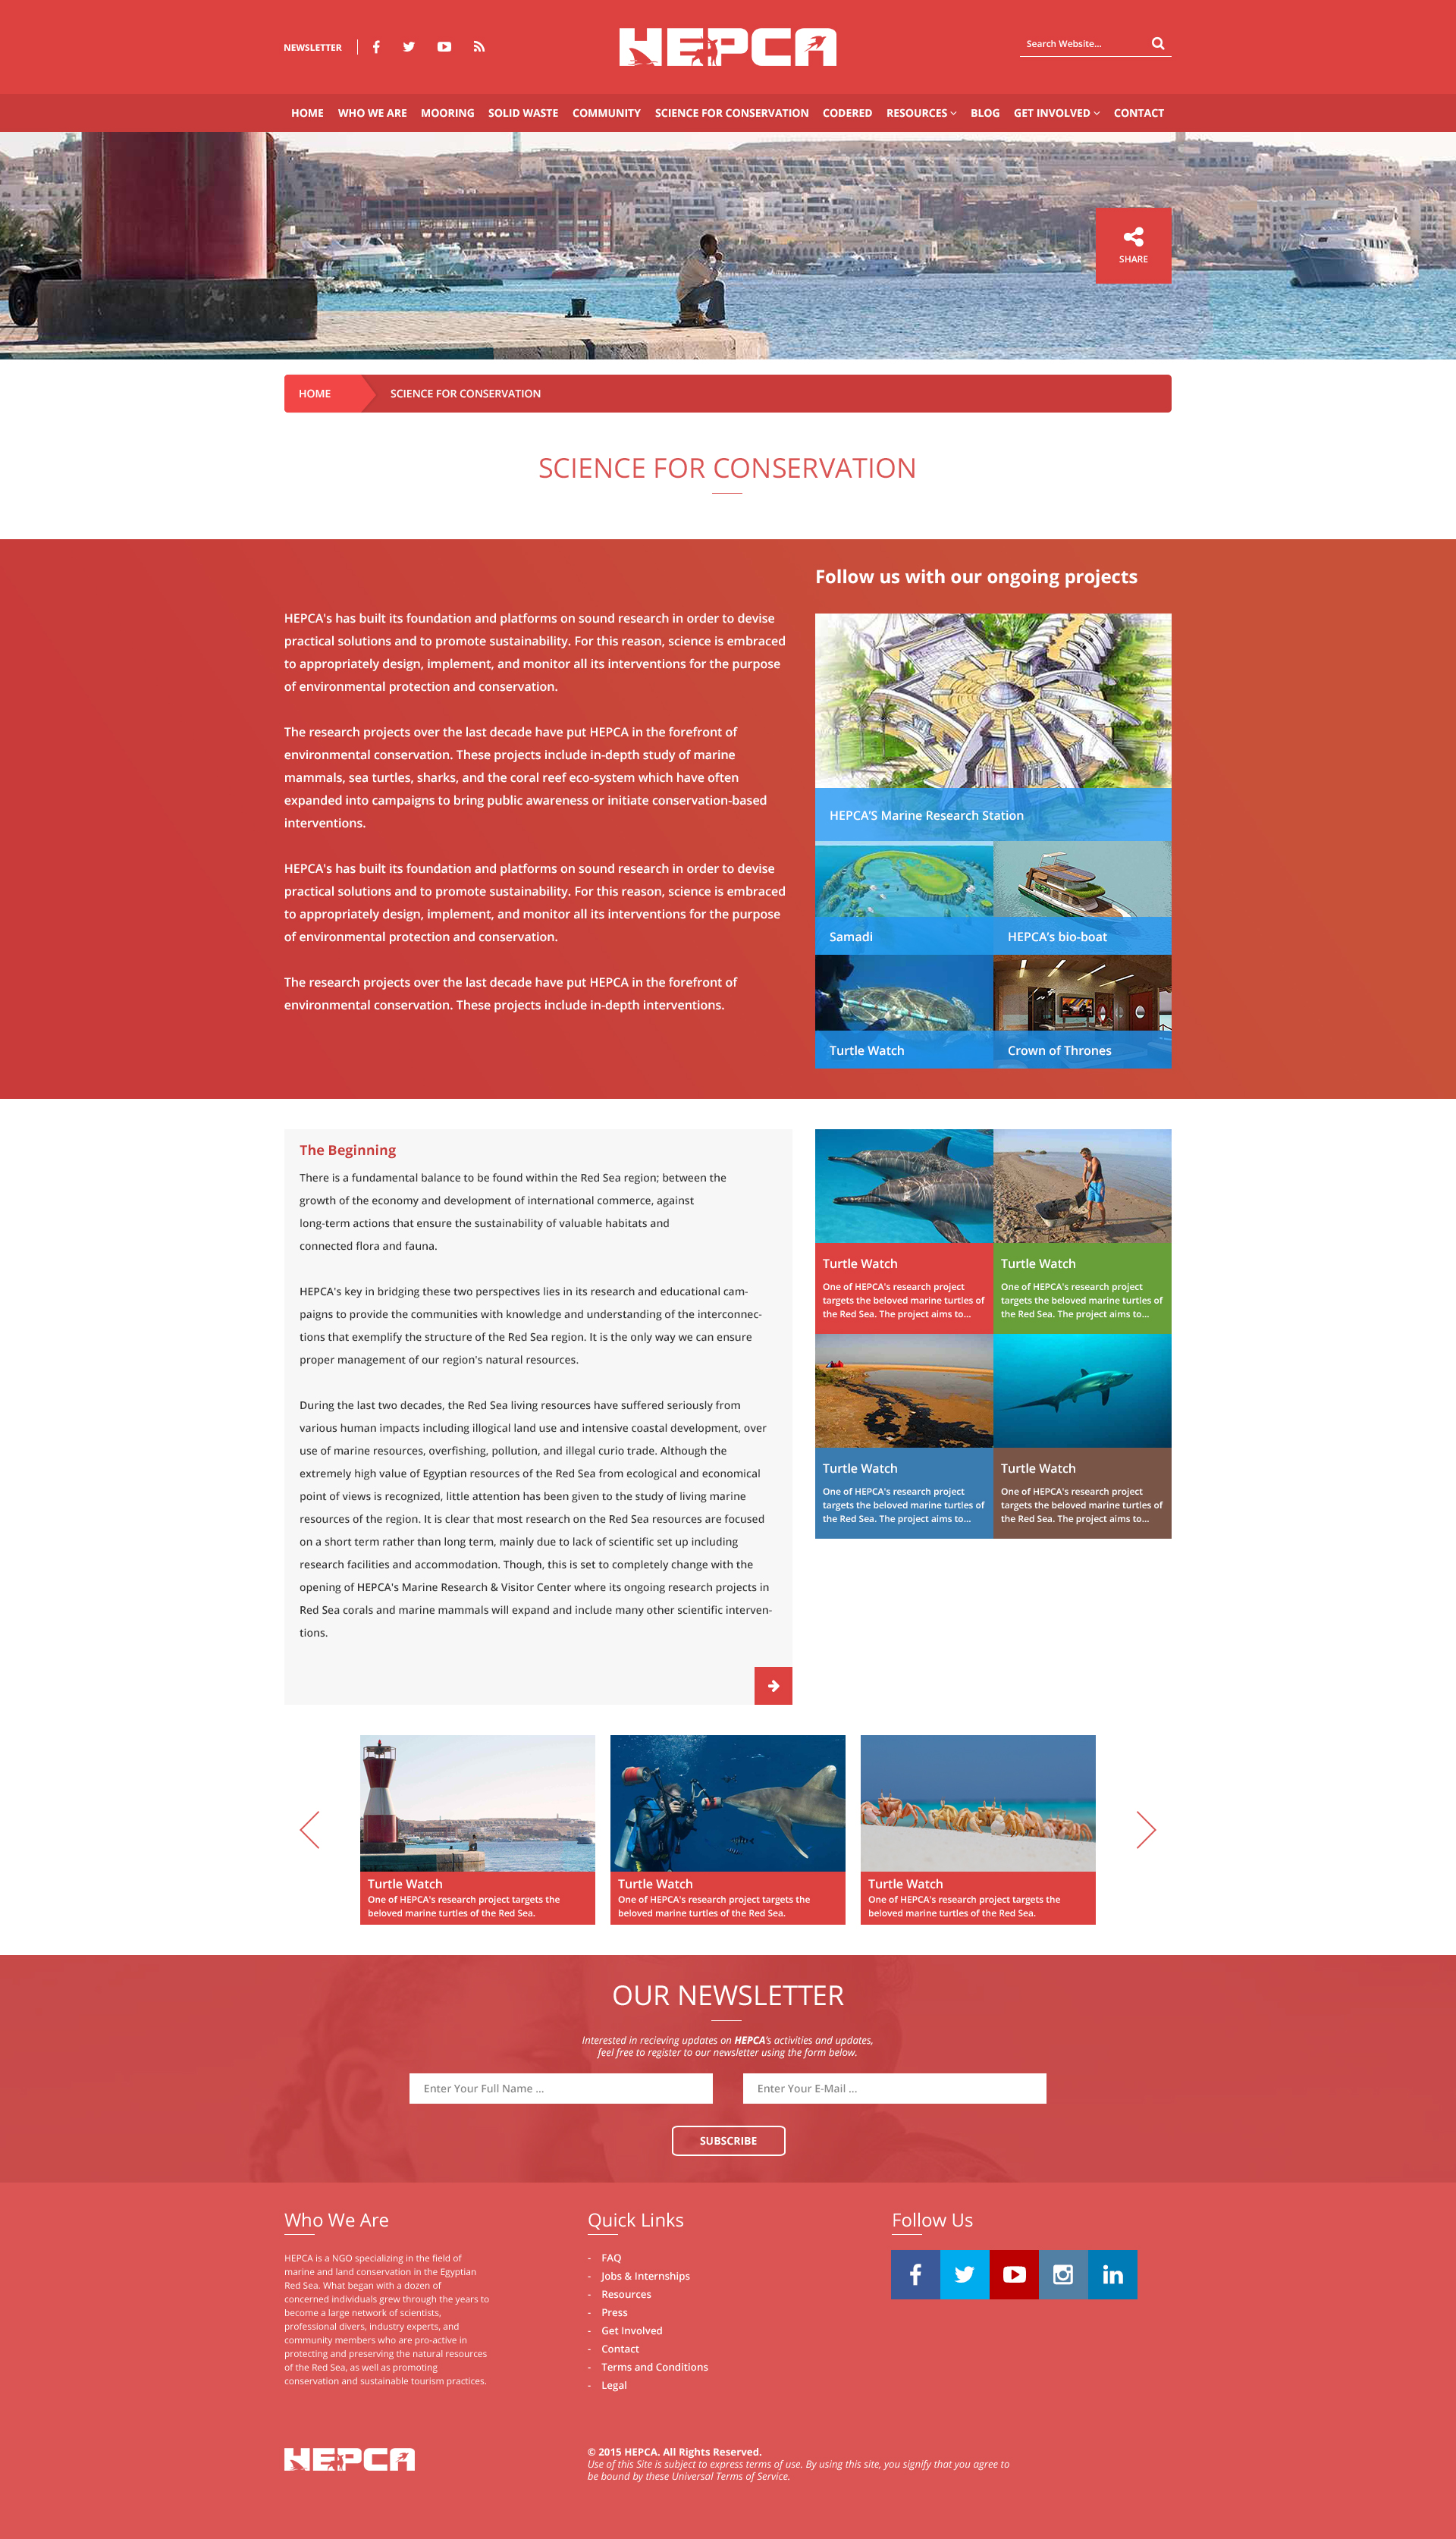 NEWSLETTER
HEPCA
Search Website...
HOME WHO WE ARE MOORING SOLID WASTE COMMUNITY SCIENCE FOR CONSERVATION CODERED RESOURCES BLOG GET INVOLVED CONTACT
SHARE
HOME SCIENCE FOR CONSERVATION
SCIENCE FOR CONSERVATION
HEPCA's has built its foundation and platforms on sound research in order to devise
practical solutions and to promote sustainability. For this reason, science is embraced
to appropriately design, implement, and monitor all its interventions for the purpose
of environmental protection and conservation.
The research projects over the last decade have put HEPCA in the forefront of
environmental conservation. These projects include in-depth study of marine
mammals, sea turtles, sharks, and the coral reef eco-system which have often
expanded into campaigns to bring public awareness or initiate conservation-based
interventions.
HEPCA's has built its foundation and platforms on sound research in order to devise
practical solutions and to promote sustainability. For this reason, science is embraced
to appropriately design, implement, and monitor all its interventions for the purpose
of environmental protection and conservation.
The research projects over the last decade have put HEPCA in the forefront of
environmental conservation. These projects include in-depth interventions.
Follow us with our ongoing projects
HEPCA'S Marine Research Station
Samadi
HEPCA's bio-boat
Turtle Watch
Crown of Thrones
The Beginning
There is a fundamental balance to be found within the Red Sea region; between the
growth of the economy and development of international commerce, against
long-term actions that ensure the sustainability of valuable habitats and
connected flora and fauna.
HEPCA's key in bridging these two perspectives lies in its research and educational cam-
paigns to provide the communities with knowledge and understanding of the interconnec-
tions that exemplify the structure of the Red Sea region. It is the only way we can ensure
proper management of our region's natural resources.
During the last two decades, the Red Sea living resources have suffered seriously from
various human impacts including illogical land use and intensive coastal development, over
use of marine resources, overfishing, pollution, and illegal curio trade. Although the
extremely high value of Egyptian resources of the Red Sea from ecological and economical
point of views is recognized, little attention has been given to the study of living marine
resources of the region. It is clear that most research on the Red Sea resources are focused
on a short term rather than long term, mainly due to lack of scientific set up including
research facilities and accommodation. Though, this is set to completely change with the
opening of HEPCA's Marine Research & Visitor Center where its ongoing research projects in
Red Sea corals and marine mammals will expand and include many other scientific interven-
tions.
Turtle Watch
One of HEPCA's research project
targets the beloved marine turtles of
the Red Sea. The project aims to...
Turtle Watch
One of HEPCA's research project
targets the beloved marine turtles of
the Red Sea. The project aims to...
Turtle Watch
One of HEPCA's research project
targets the beloved marine turtles of
the Red Sea. The project aims to...
Turtle Watch
One of HEPCA's research project
targets the beloved marine turtles of
the Red Sea. The project aims to...
Turtle Watch
One of HEPCA's research project targets the
beloved marine turtles of the Red Sea.
Turtle Watch
One of HEPCA's research project targets the
beloved marine turtles of the Red Sea.
Turtle Watch
One of HEPCA's research project targets the
beloved marine turtles of the Red Sea.
OUR NEWSLETTER
Interested in recieving updates on HEPCA's activities and updates,
feel free to register to our newsletter using the form below.
Enter Your Full Name ...
Enter Your E-Mail ...
SUBSCRIBE
Who We Are
HEPCA is a NGO specializing in the field of
marine and land conservation in the Egyptian
Red Sea. What began with a dozen of
concerned individuals grew through the years to
become a large network of scientists,
professional divers, industry experts, and
community members who are pro-active in
protecting and preserving the natural resources
of the Red Sea, as well as promoting
conservation and sustainable tourism practices.
Quick Links
- FAQ
- Jobs & Internships
- Resources
- Press
- Get Involved
- Contact
- Terms and Conditions
- Legal
Follow Us
HEPCA
© 2015 HEPCA. All Rights Reserved.
Use of this Site is subject to express terms of use. By using this site, you signify that you agree to
be bound by these Universal Terms of Service.